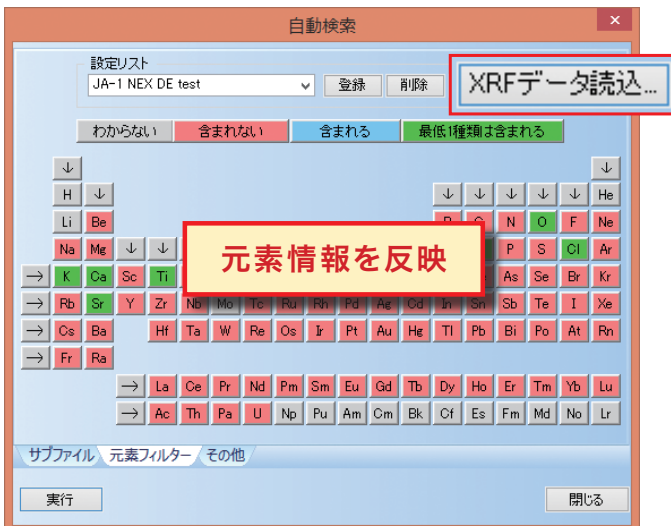 自動検索
×
設定リスト
JA-1 NEX DE test 登録 削除 XRFデータ読込...
わからない 含まれない 含まれる 最低1種類は含まれる
↓ ↓
H ↓ ↓ ↓ ↓ ↓ ↓ He
Li Be N O F Ne
Na Mg ↓ ↓ P S Cl Ar
元素情報を反映
→ K Ca Sc Ti As Se Br Kr
→ Rb Sr Y Zr Nb Mo Tc Ru Rh Pd Ag Cd In Sn Sb Te I Xe
→ Cs Ba Hf Ta W Re Os Ir Pt Au Hg Tl Pb Bi Po At Rn
→ Fr Ra
→ La Ce Pr Nd Pm Sm Eu Gd Tb Dy Ho Er Tm Yb Lu
→ Ac Th Pa U Np Pu Am Cm Bk Cf Es Fm Md No Lr
サブファイル 元素フィルター その他
実行 閉じる